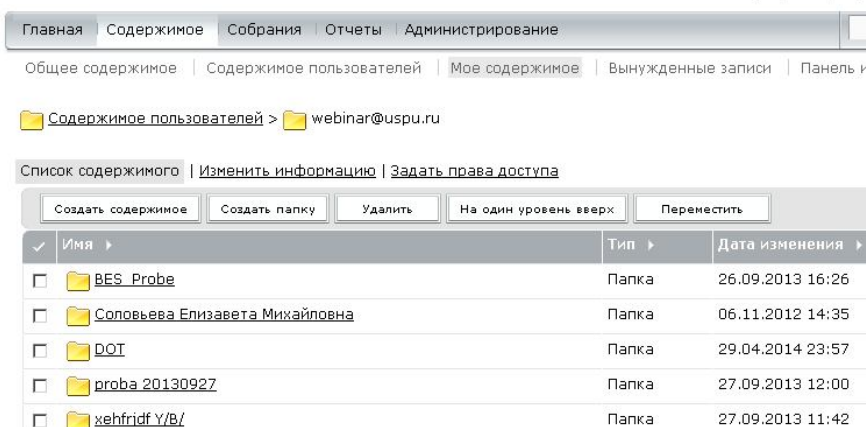 Главная Содержимое Собрания Отчеты Администрирование
Общее содержимое | Содержимое пользователей | Мое содержимое | Вынужденные записи | Панель
Содержимое пользователей > webinar@uspu.ru
Список содержимого | Изменить информацию | Задать права доступа
Создать содержимое Создать папку Удалить На один уровень вверх Переместить
Имя Тип Дата изменения
BES_Probe Папка 26.09.2013 16:26
Соловьева Елизавета Михайловна Папка 06.11.2012 14:35
DOT Папка 29.04.2014 23:57
proba 20130927 Папка 27.09.2013 12:00
xehfrjdf Y/B/ Папка 27.09.2013 11:42